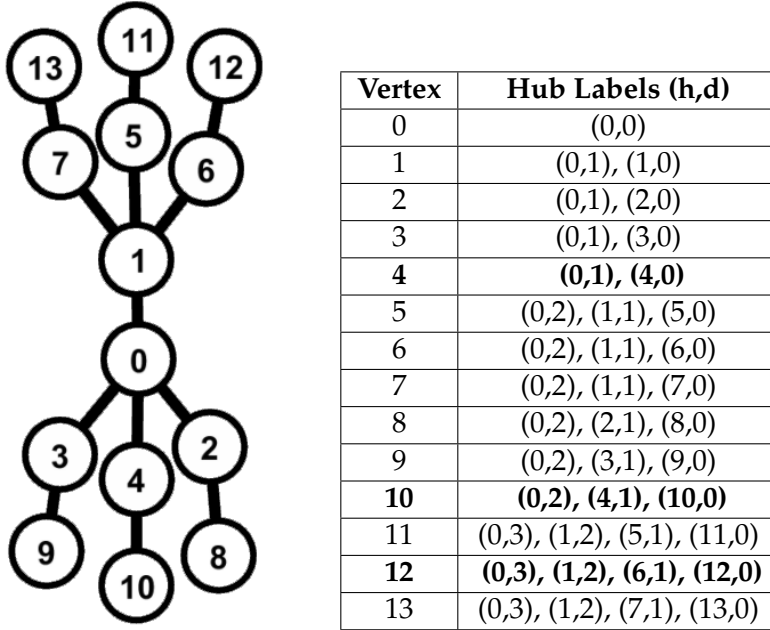 11
13
12
5
7
6
1
0
3
2
4
9
8
10
Vertex Hub Labels (h,d)
0 (0,0)
1 (0,1), (1,0)
2 (0,1), (2,0)
3 (0,1), (3,0)
4 (0,1), (4,0)
5 (0,2), (1,1), (5,0)
6 (0,2), (1,1), (6,0)
7 (0,2), (1,1), (7,0)
8 (0,2), (2,1), (8,0)
9 (0,2), (3,1), (9,0)
10 (0,2), (4,1), (10,0)
11 (0,3), (1,2), (5,1), (11,0)
12 (0,3), (1,2), (6,1), (12,0)
13 (0,3), (1,2), (7,1), (13,0)